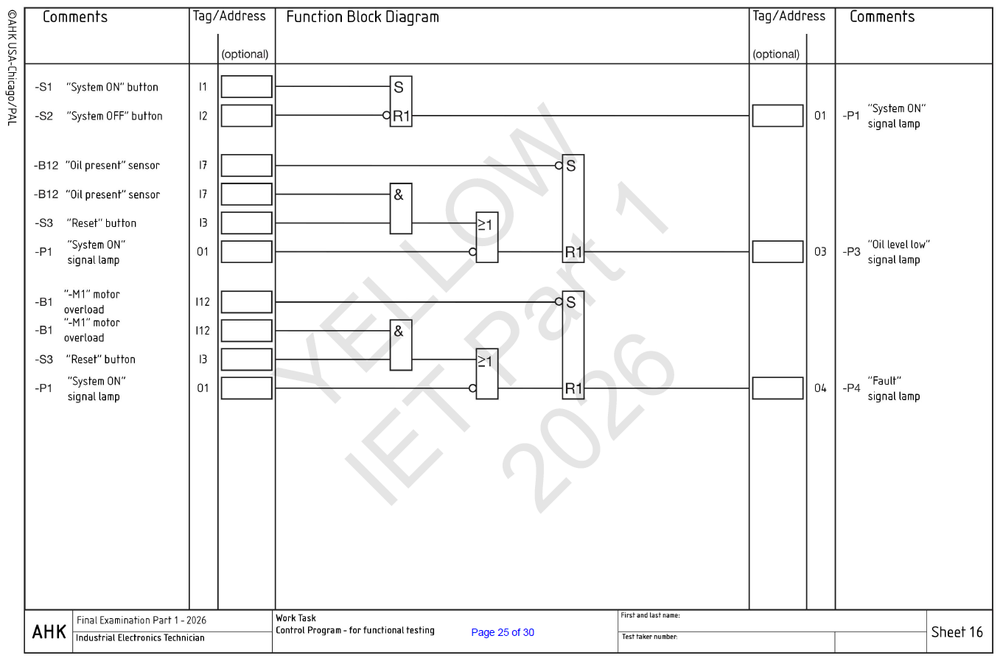 ©AHK USA-Chicago/PAL
Comments
Tag/Address
Function Block Diagram
Tag/Address
Comments
(optional)
(optional)
-S1 "System ON" button I1
S
-S2 "System OFF" button I2
R1
O1 -P1 "System ON"
signal lamp
-B12 "Oil present" sensor I7
S
-B12 "Oil present" sensor I7
&
-S3 "Reset" button I3
≥1
-P1 "System ON"
signal lamp
O1
R1
O3 -P3 "Oil level low"
signal lamp
-B1 "-M1" motor
overload
I12
S
-B1 "-M1" motor
overload
I12
&
-S3 "Reset" button I3
≥1
-P1 "System ON"
signal lamp
O1
R1
O4 -P4 "Fault"
signal lamp
YELLOW
IET Part 1
2026
AHK
Final Examination Part 1 - 2026
Industrial Electronics Technician
Work Task
Control Program - for functional testing
Page 25 of 30
First and last name:
Test taker number:
Sheet 16